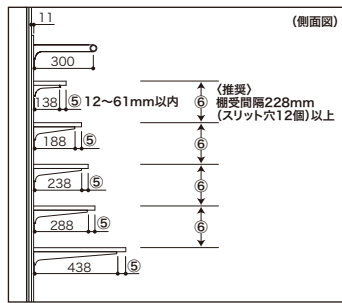 11
(側面図)
300
138 ⑤ 12～61mm以内
⑥
〈推奨〉
棚受間隔228mm
(スリット穴12個)以上
188 ⑤
⑥
238 ⑤
⑥
288 ⑤
⑥
438 ⑤